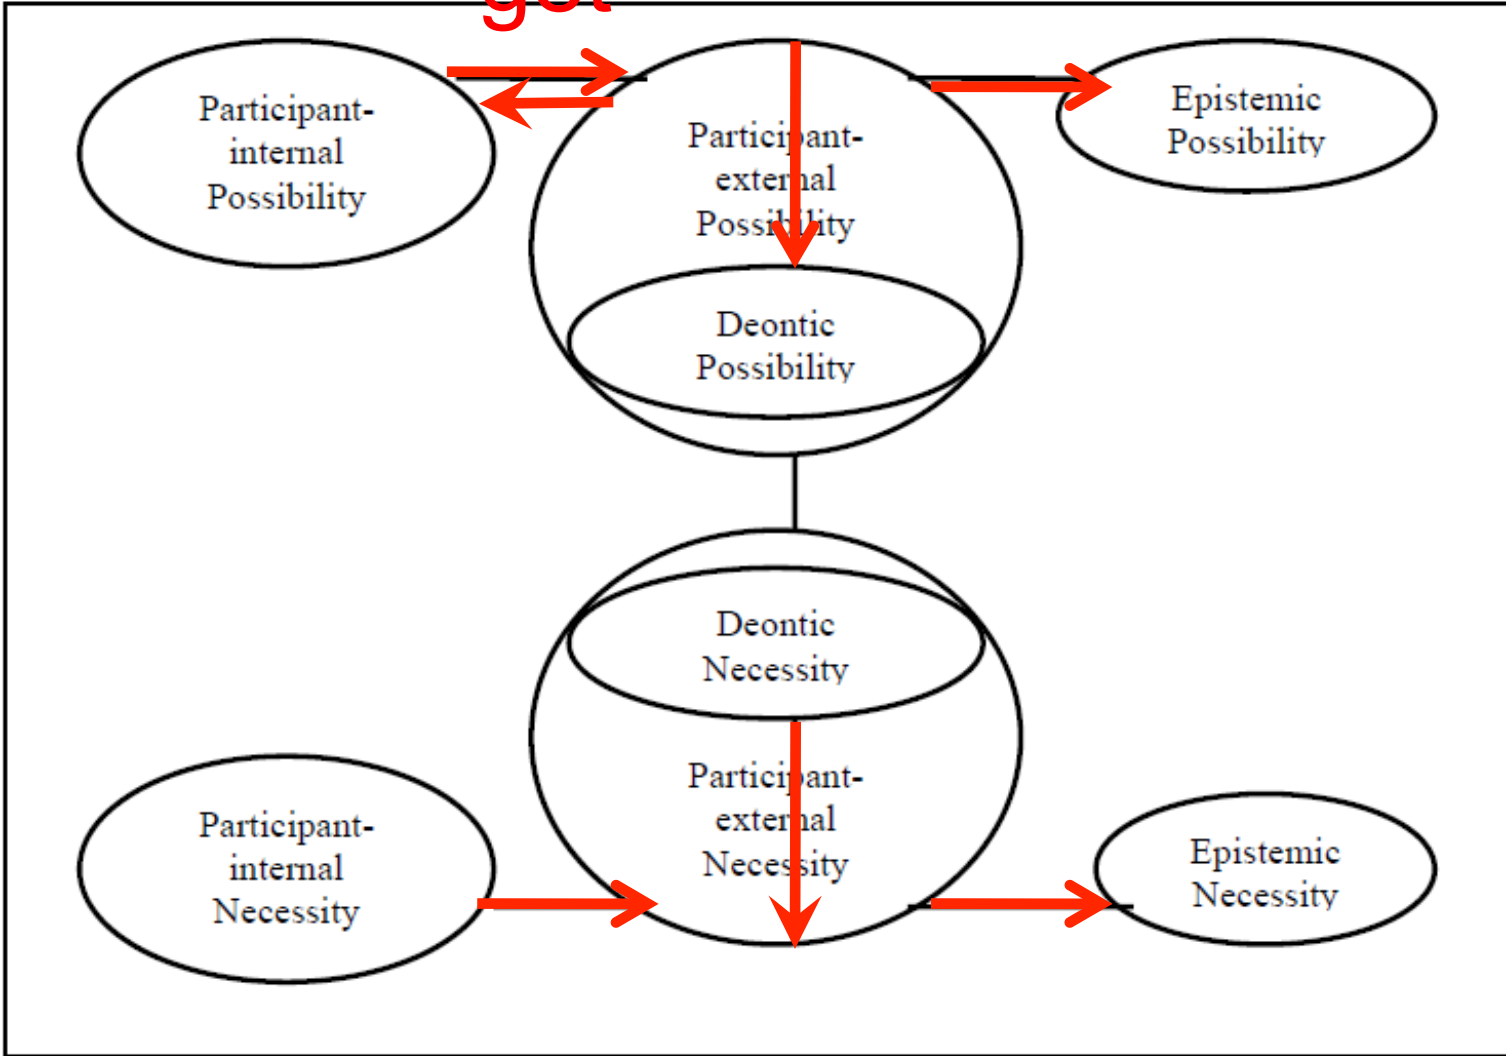 get
Participant-
internal
Possibility
Participant-
external
Possibility
Epistemic
Possibility
Deontic
Possibility
Deontic
Necessity
Participant-
external
Necessity
Participant-
internal
Necessity
Epistemic
Necessity